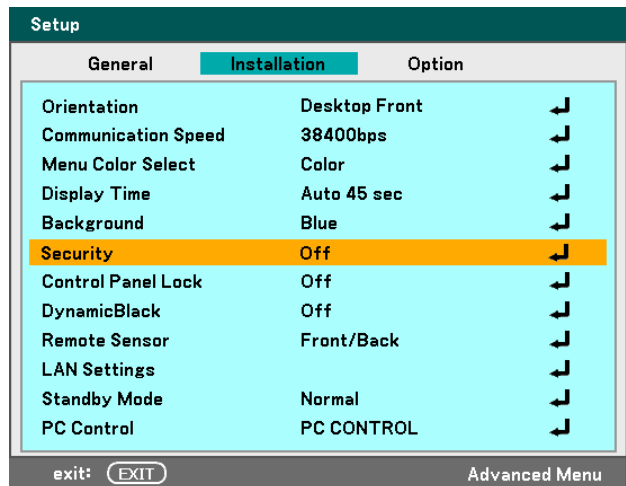 Setup
General Installation Option
Orientation Desktop Front
Communication Speed 38400bps
Menu Color Select Color
Display Time Auto 45 sec
Background Blue
Security Off
Control Panel Lock Off
DynamicBlack Off
Remote Sensor Front/Back
LAN Settings
Standby Mode Normal
PC Control PC CONTROL
exit: EXIT Advanced Menu